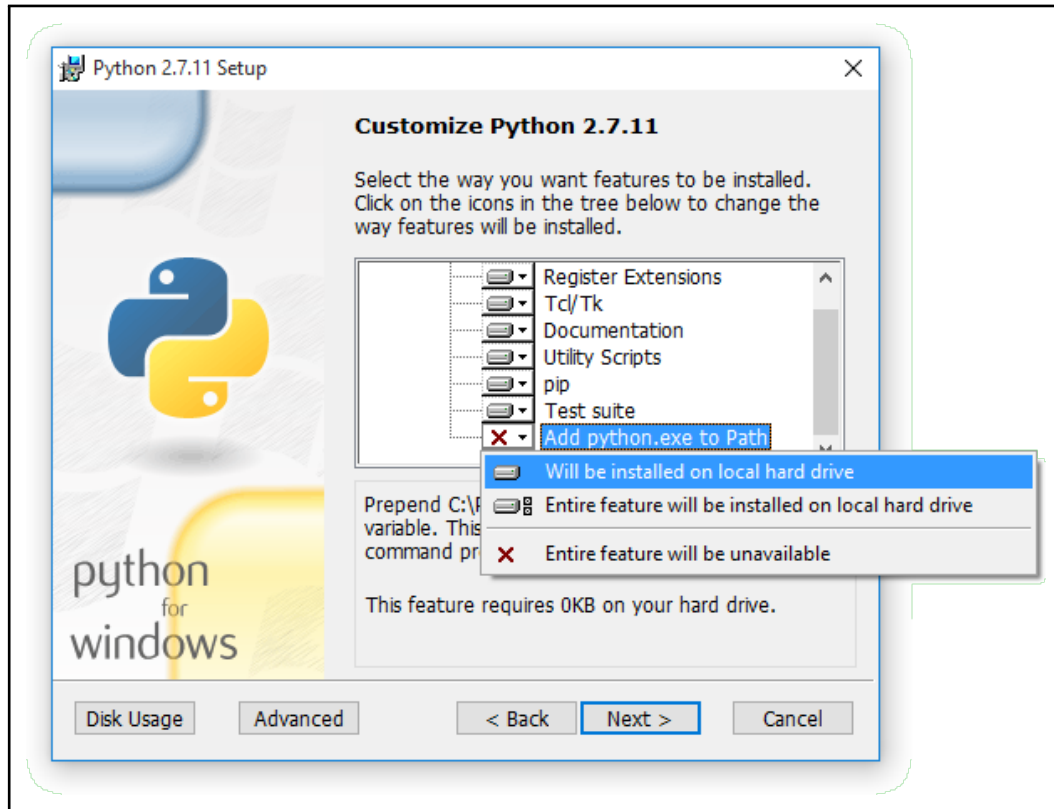 Python 2.7.11 Setup
Customize Python 2.7.11
Select the way you want features to be installed.
Click on the icons in the tree below to change the
way features will be installed.
Register Extensions
Tcl/Tk
Documentation
Utility Scripts
pip
Test suite
Add python.exe to Path
Will be installed on local hard drive
Entire feature will be installed on local hard drive
Entire feature will be unavailable
Prepend C:\
variable. This
command pr
This feature requires 0KB on your hard drive.
python
for
windows
Disk Usage
Advanced
< Back
Next >
Cancel